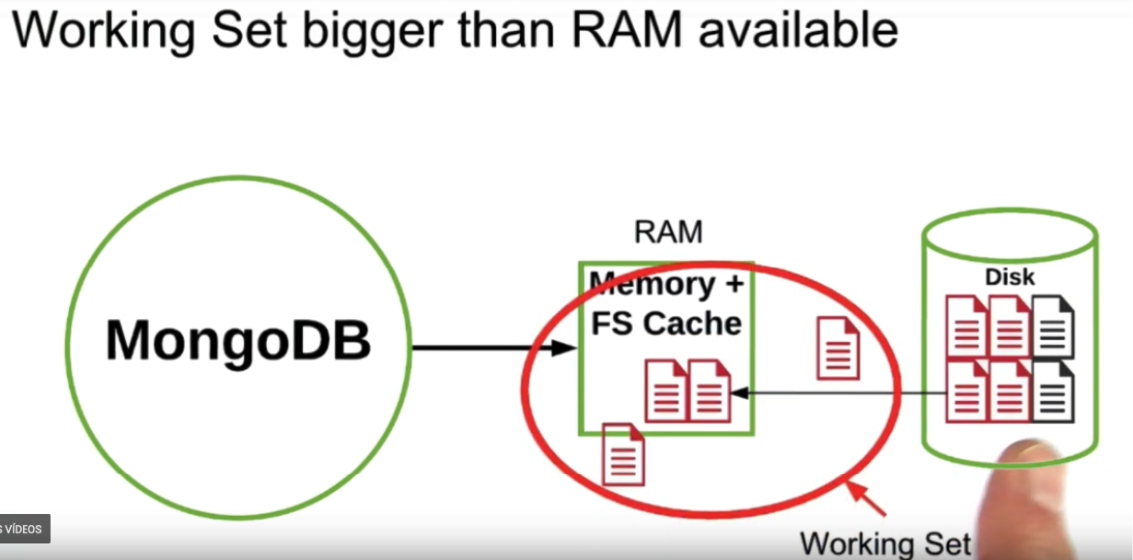 Working Set bigger than RAM available
RAM
Memory +
FS Cache
MongoDB
Disk
Working Set
S VÍDEOS